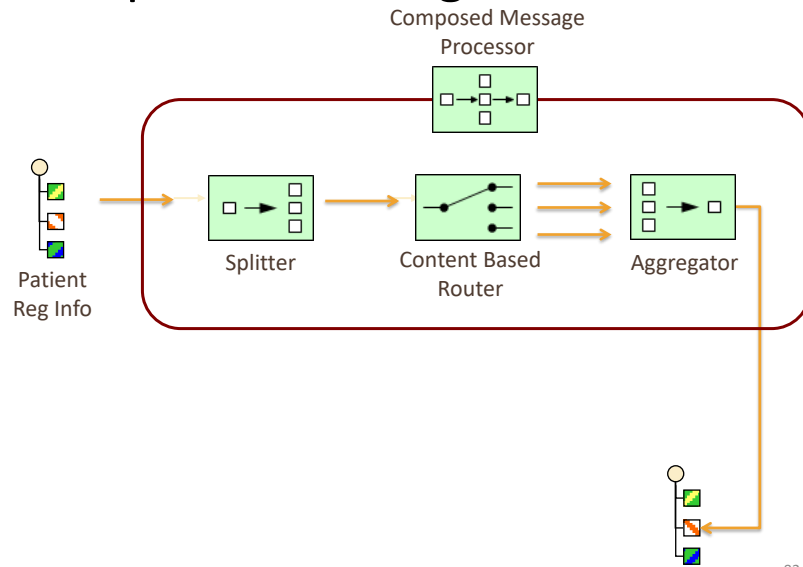 Composed Message
Processor
Splitter
Content Based
Router
Aggregator
Patient
Reg Info